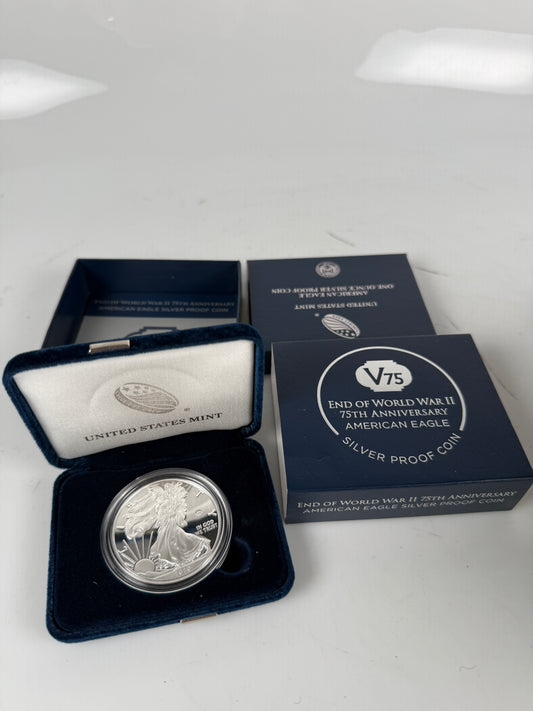 END OF WORLD WAR II 75TH ANNIVERSARY
AMERICAN EAGLE SILVER PROOF COIN
UNITED STATES MINT
AMERICAN EAGLE
ONE OUNCE SILVER PROOF COIN
V75
END OF WORLD WAR II
75TH ANNIVERSARY
AMERICAN EAGLE
SILVER PROOF COIN
END OF WORLD WAR II 75TH ANNIVERSARY
AMERICAN EAGLE SILVER PROOF COIN
UNITED STATES MINT
IN GOD
WE TRUST